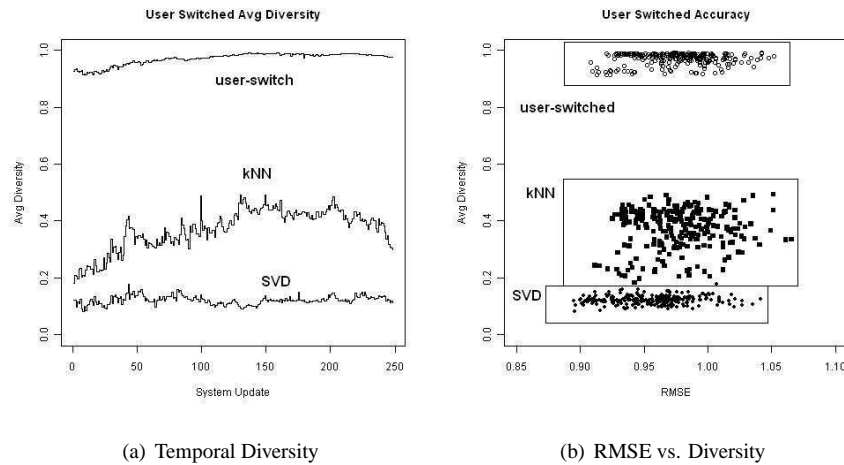 User Switched Avg Diversity
Avg Diversity
1.0
0.8
0.6
0.4
0.2
0.0
user-switch
kNN
SVD
0
50
100
150
200
250
System Update
(a) Temporal Diversity
User Switched Accuracy
Avg Diversity
1.0
0.8
0.6
0.4
0.2
0.0
user-switched
kNN
SVD
0.85
0.90
0.95
1.00
1.05
1.10
RMSE
(b) RMSE vs. Diversity